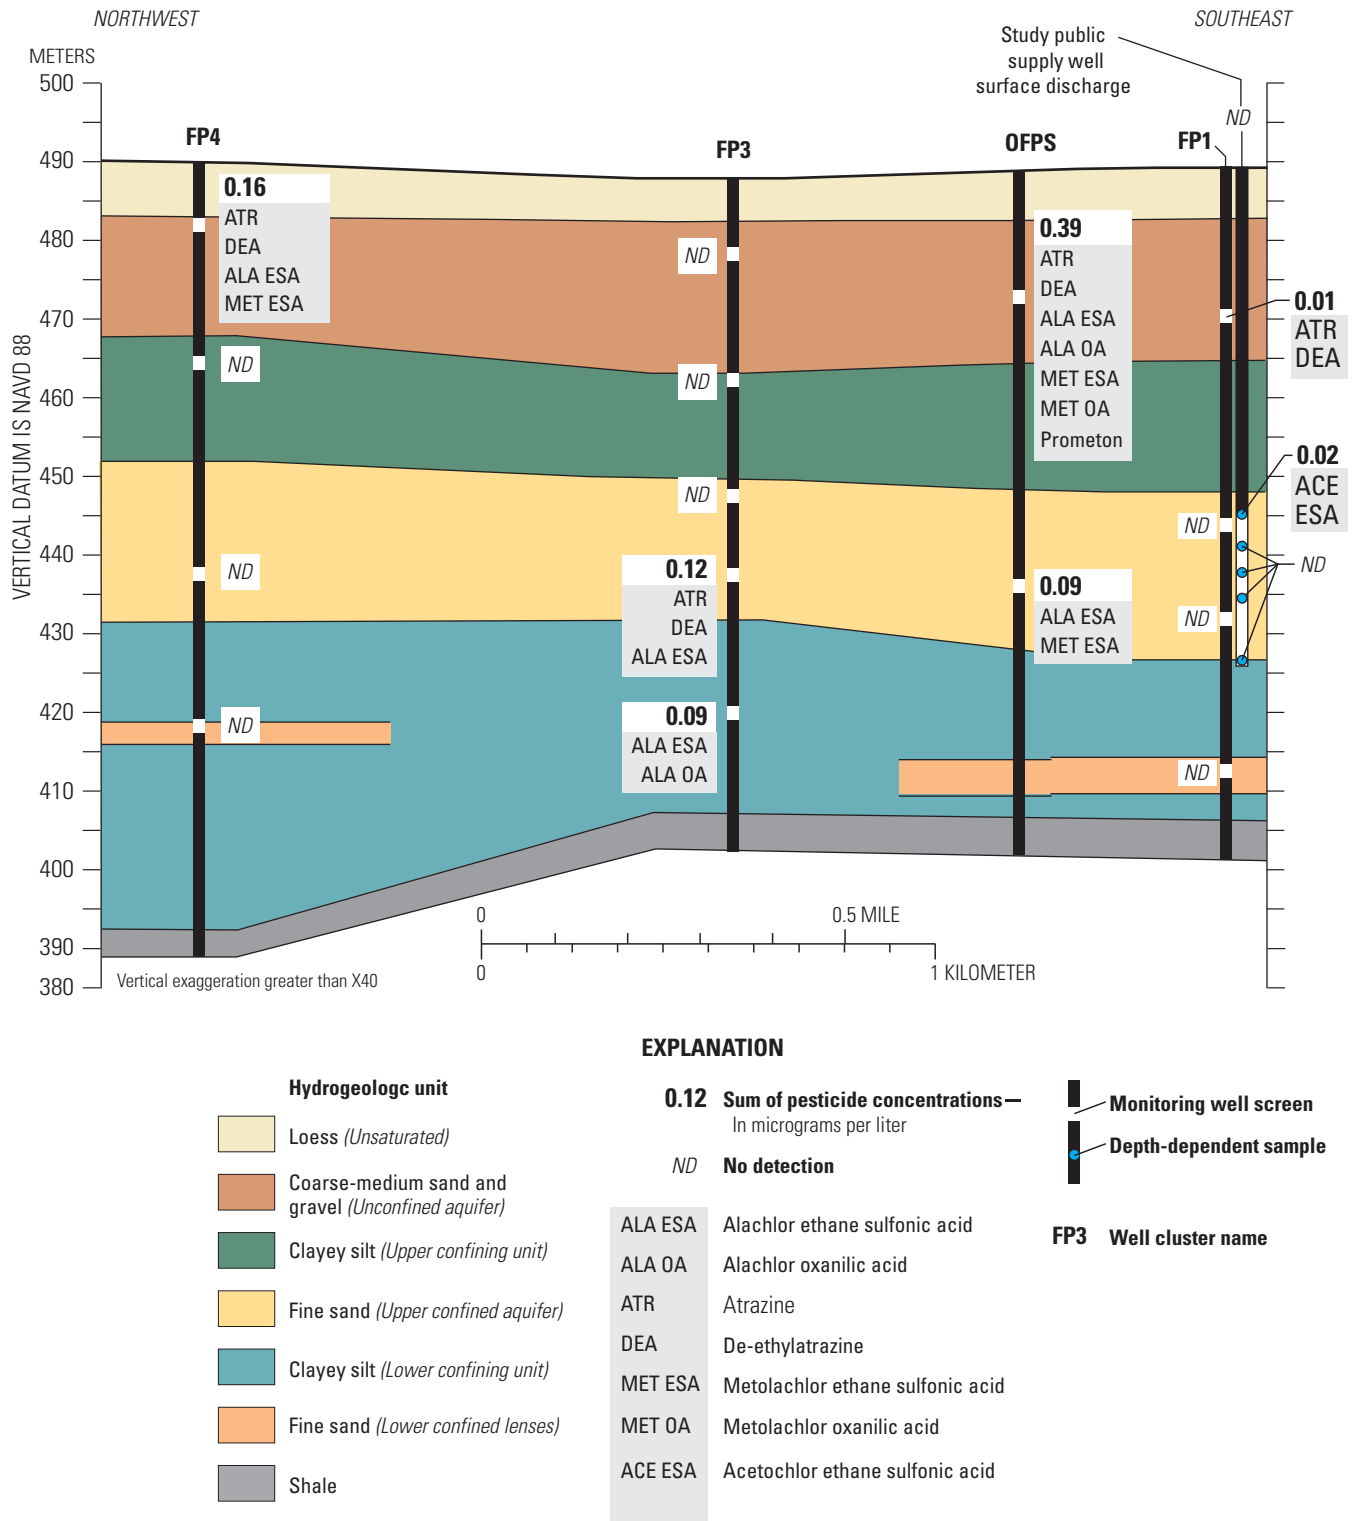 NORTHWEST
SOUTHEAST
Study public
supply well
surface discharge
METERS
500
490
480
470
460
450
440
430
420
410
400
390
380
VERTICAL DATUM IS NAVD 88
FP4
FP3
OFPS
FP1
ND
0.16
ATR
DEA
ALA ESA
MET ESA
ND
ND
ND
ND
ND
ND
0.12
ATR
DEA
ALA ESA
0.09
ALA ESA
ALA OA
0.39
ATR
DEA
ALA ESA
ALA OA
MET ESA
MET OA
Prometon
0.09
ALA ESA
MET ESA
0.01
ATR
DEA
0.02
ACE
ESA
ND
ND
ND
ND
0
0.5 MILE
0
1 KILOMETER
Vertical exaggeration greater than X40
EXPLANATION
Hydrogeologc unit
Loess (Unsaturated)
Coarse-medium sand and
gravel (Unconfined aquifer)
Clayey silt (Upper confining unit)
Fine sand (Upper confined aquifer)
Clayey silt (Lower confining unit)
Fine sand (Lower confined lenses)
Shale
0.12 Sum of pesticide concentrations—
In micrograms per liter
ND No detection
ALA ESA Alachlor ethane sulfonic acid
ALA OA Alachlor oxanilic acid
ATR Atrazine
DEA De-ethylatrazine
MET ESA Metolachlor ethane sulfonic acid
MET OA Metolachlor oxanilic acid
ACE ESA Acetochlor ethane sulfonic acid
Monitoring well screen
Depth-dependent sample
FP3 Well cluster name